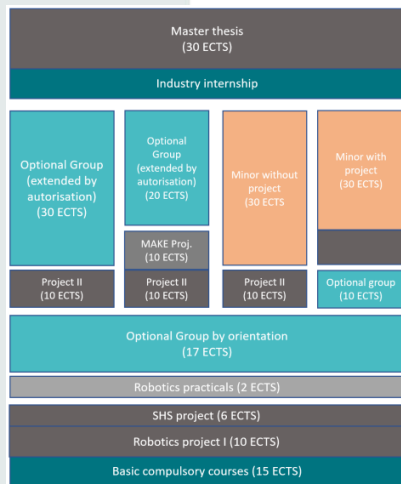 Master thesis
(30 ECTS)
Industry internship
Optional Group
(extended by
autorisation)
(30 ECTS)
Project II
(10 ECTS)
Optional
Group
(extended by
autorisation)
(20 ECTS)
MAKE Proj.
(10 ECTS)
Project II
(10 ECTS)
Minor without
project
(30 ECTS
Project II
(10 ECTS)
Minor with
project
(30 ECTS)
Optional group
(10 ECTS)
Optional Group by orientation
(17 ECTS)
Robotics practicals (2 ECTS)
SHS project (6 ECTS)
Robotics project I (10 ECTS)
Basic compulsory courses (15 ECTS)